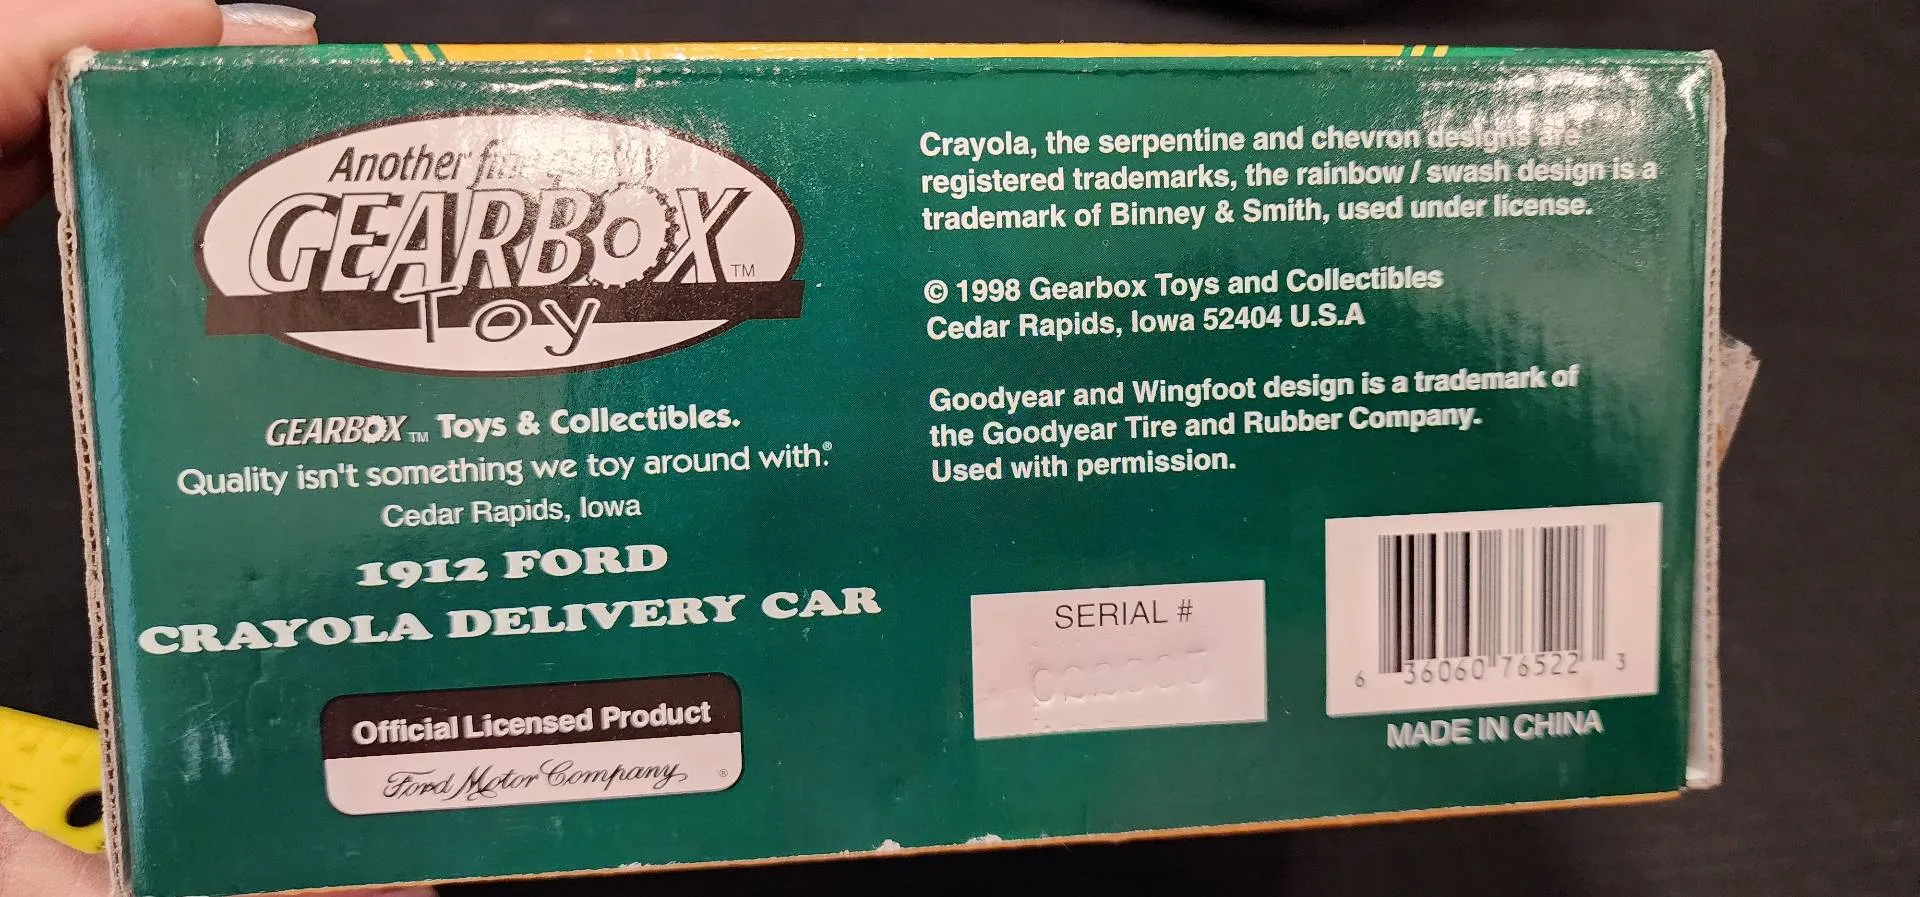 Another fine quality
GEARBOX TM
Toy
GEARBOX TM Toys & Collectibles.
Quality isn't something we toy around with.®
Cedar Rapids, Iowa
1912 FORD
CRAYOLA DELIVERY CAR
Official Licensed Product
Ford Motor Company ®
Crayola, the serpentine and chevron designs are
registered trademarks, the rainbow / swash design is a
trademark of Binney & Smith, used under license.
© 1998 Gearbox Toys and Collectibles
Cedar Rapids, Iowa 52404 U.S.A
Goodyear and Wingfoot design is a trademark of
the Goodyear Tire and Rubber Company.
Used with permission.
SERIAL #
6 36060 76522 3
MADE IN CHINA